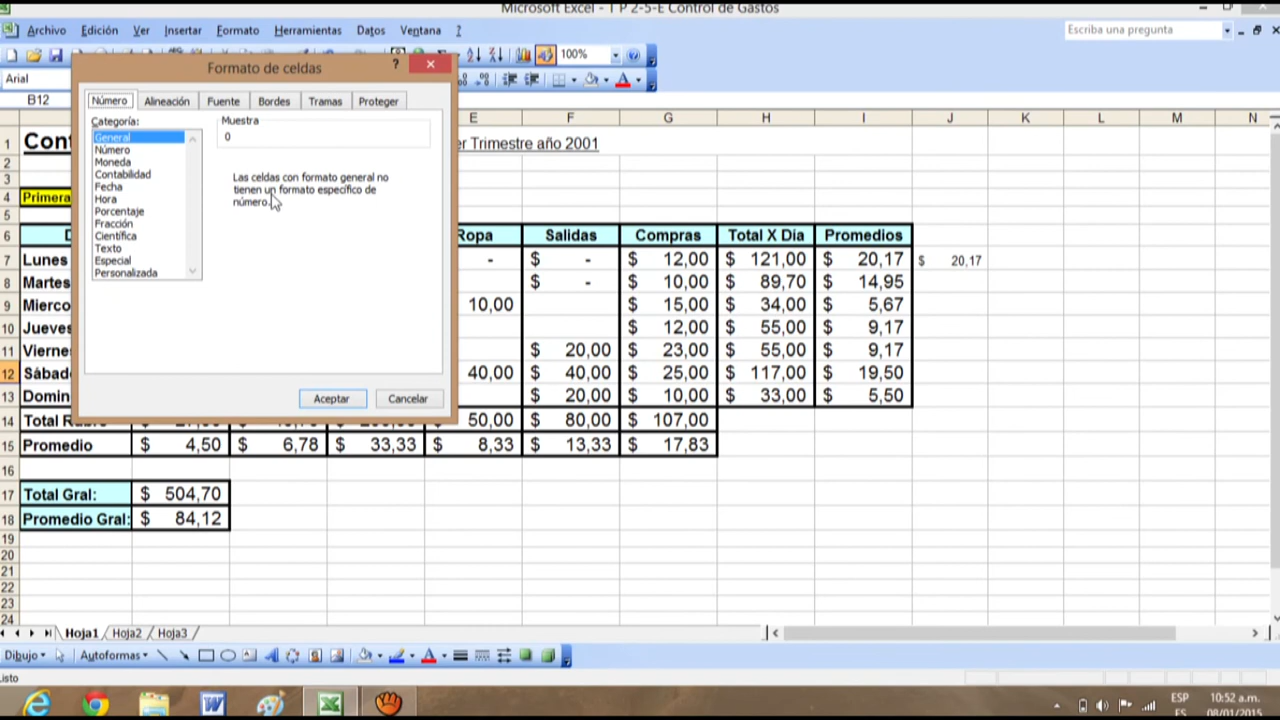 Microsoft Excel - T P 2-5-E Control de Gastos
Archivo Edición Ver Insertar Formato Herramientas Datos Ventana ?
Escriba una pregunta
100%
Arial
B12
Formato de celdas
Número Alineación Fuente Bordes Tramas Proteger
Categoría:
General
Número
Moneda
Contabilidad
Fecha
Hora
Porcentaje
Fracción
Científica
Texto
Especial
Personalizada
Muestra
0
Las celdas con formato general no
tienen un formato específico de
número.
Aceptar Cancelar
E F G H I J K L M N
1 Cont er Trimestre año 2001
2
3
4 Primera
5
6 D Ropa Salidas Compras Total X Dia Promedios
7 Lunes - $ - $ 12,00 $ 121,00 $ 20,17 $ 20,17
8 Martes $ - $ 10,00 $ 89,70 $ 14,95
9 Mierco 10,00 $ 15,00 $ 34,00 $ 5,67
10 Jueves $ 12,00 $ 55,00 $ 9,17
11 Vierne $ 20,00 $ 23,00 $ 55,00 $ 9,17
12 Sábado 40,00 $ 40,00 $ 25,00 $ 117,00 $ 19,50
13 Domin $ 20,00 $ 10,00 $ 33,00 $ 5,50
14 Total 50,00 $ 80,00 $ 107,00
15 Promedio $ 4,50 $ 6,78 $ 33,33 $ 8,33 $ 13,33 $ 17,83
16
17 Total Gral: $ 504,70
18 Promedio Gral: $ 84,12
19
20
21
22
23
24
Hoja1 Hoja2 Hoja3
Dibujo Autoformas
isto
ESP
ES
10:52 a.m.
08/01/2015